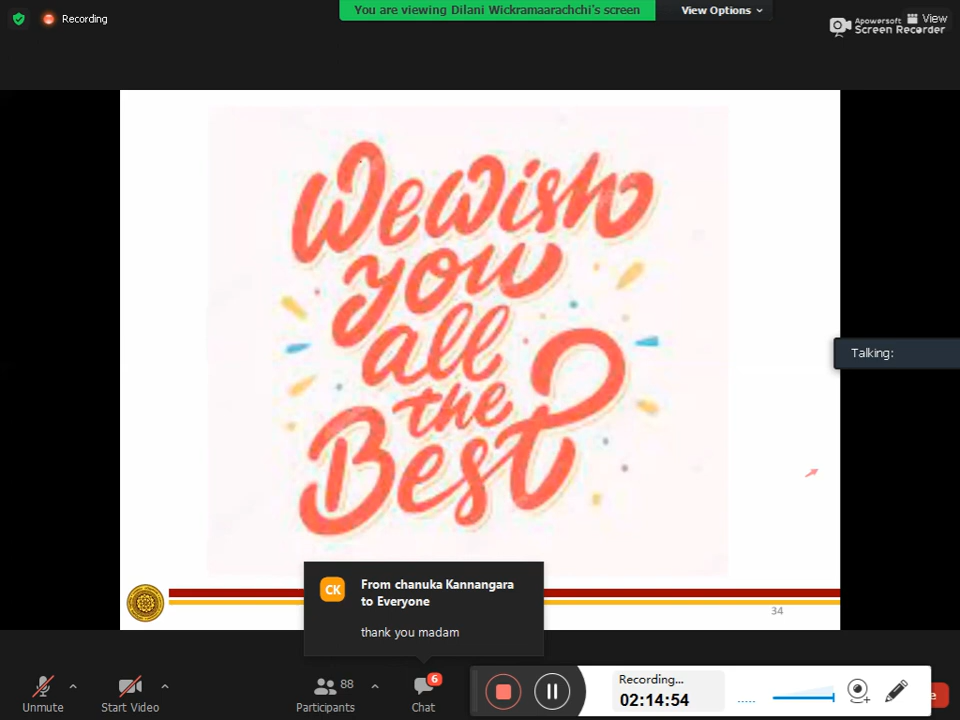 Recording
You are viewing Dilani Wickramaarachchi's screen
View Options
View
Apowersoft
Screen Recorder
We wish
you
all
the
Best
Talking:
CK
From chanuka Kannangara
to Everyone
thank you madam
34
Unmute
Start Video
88
Participants
6
Chat
Recording...
02:14:54
e